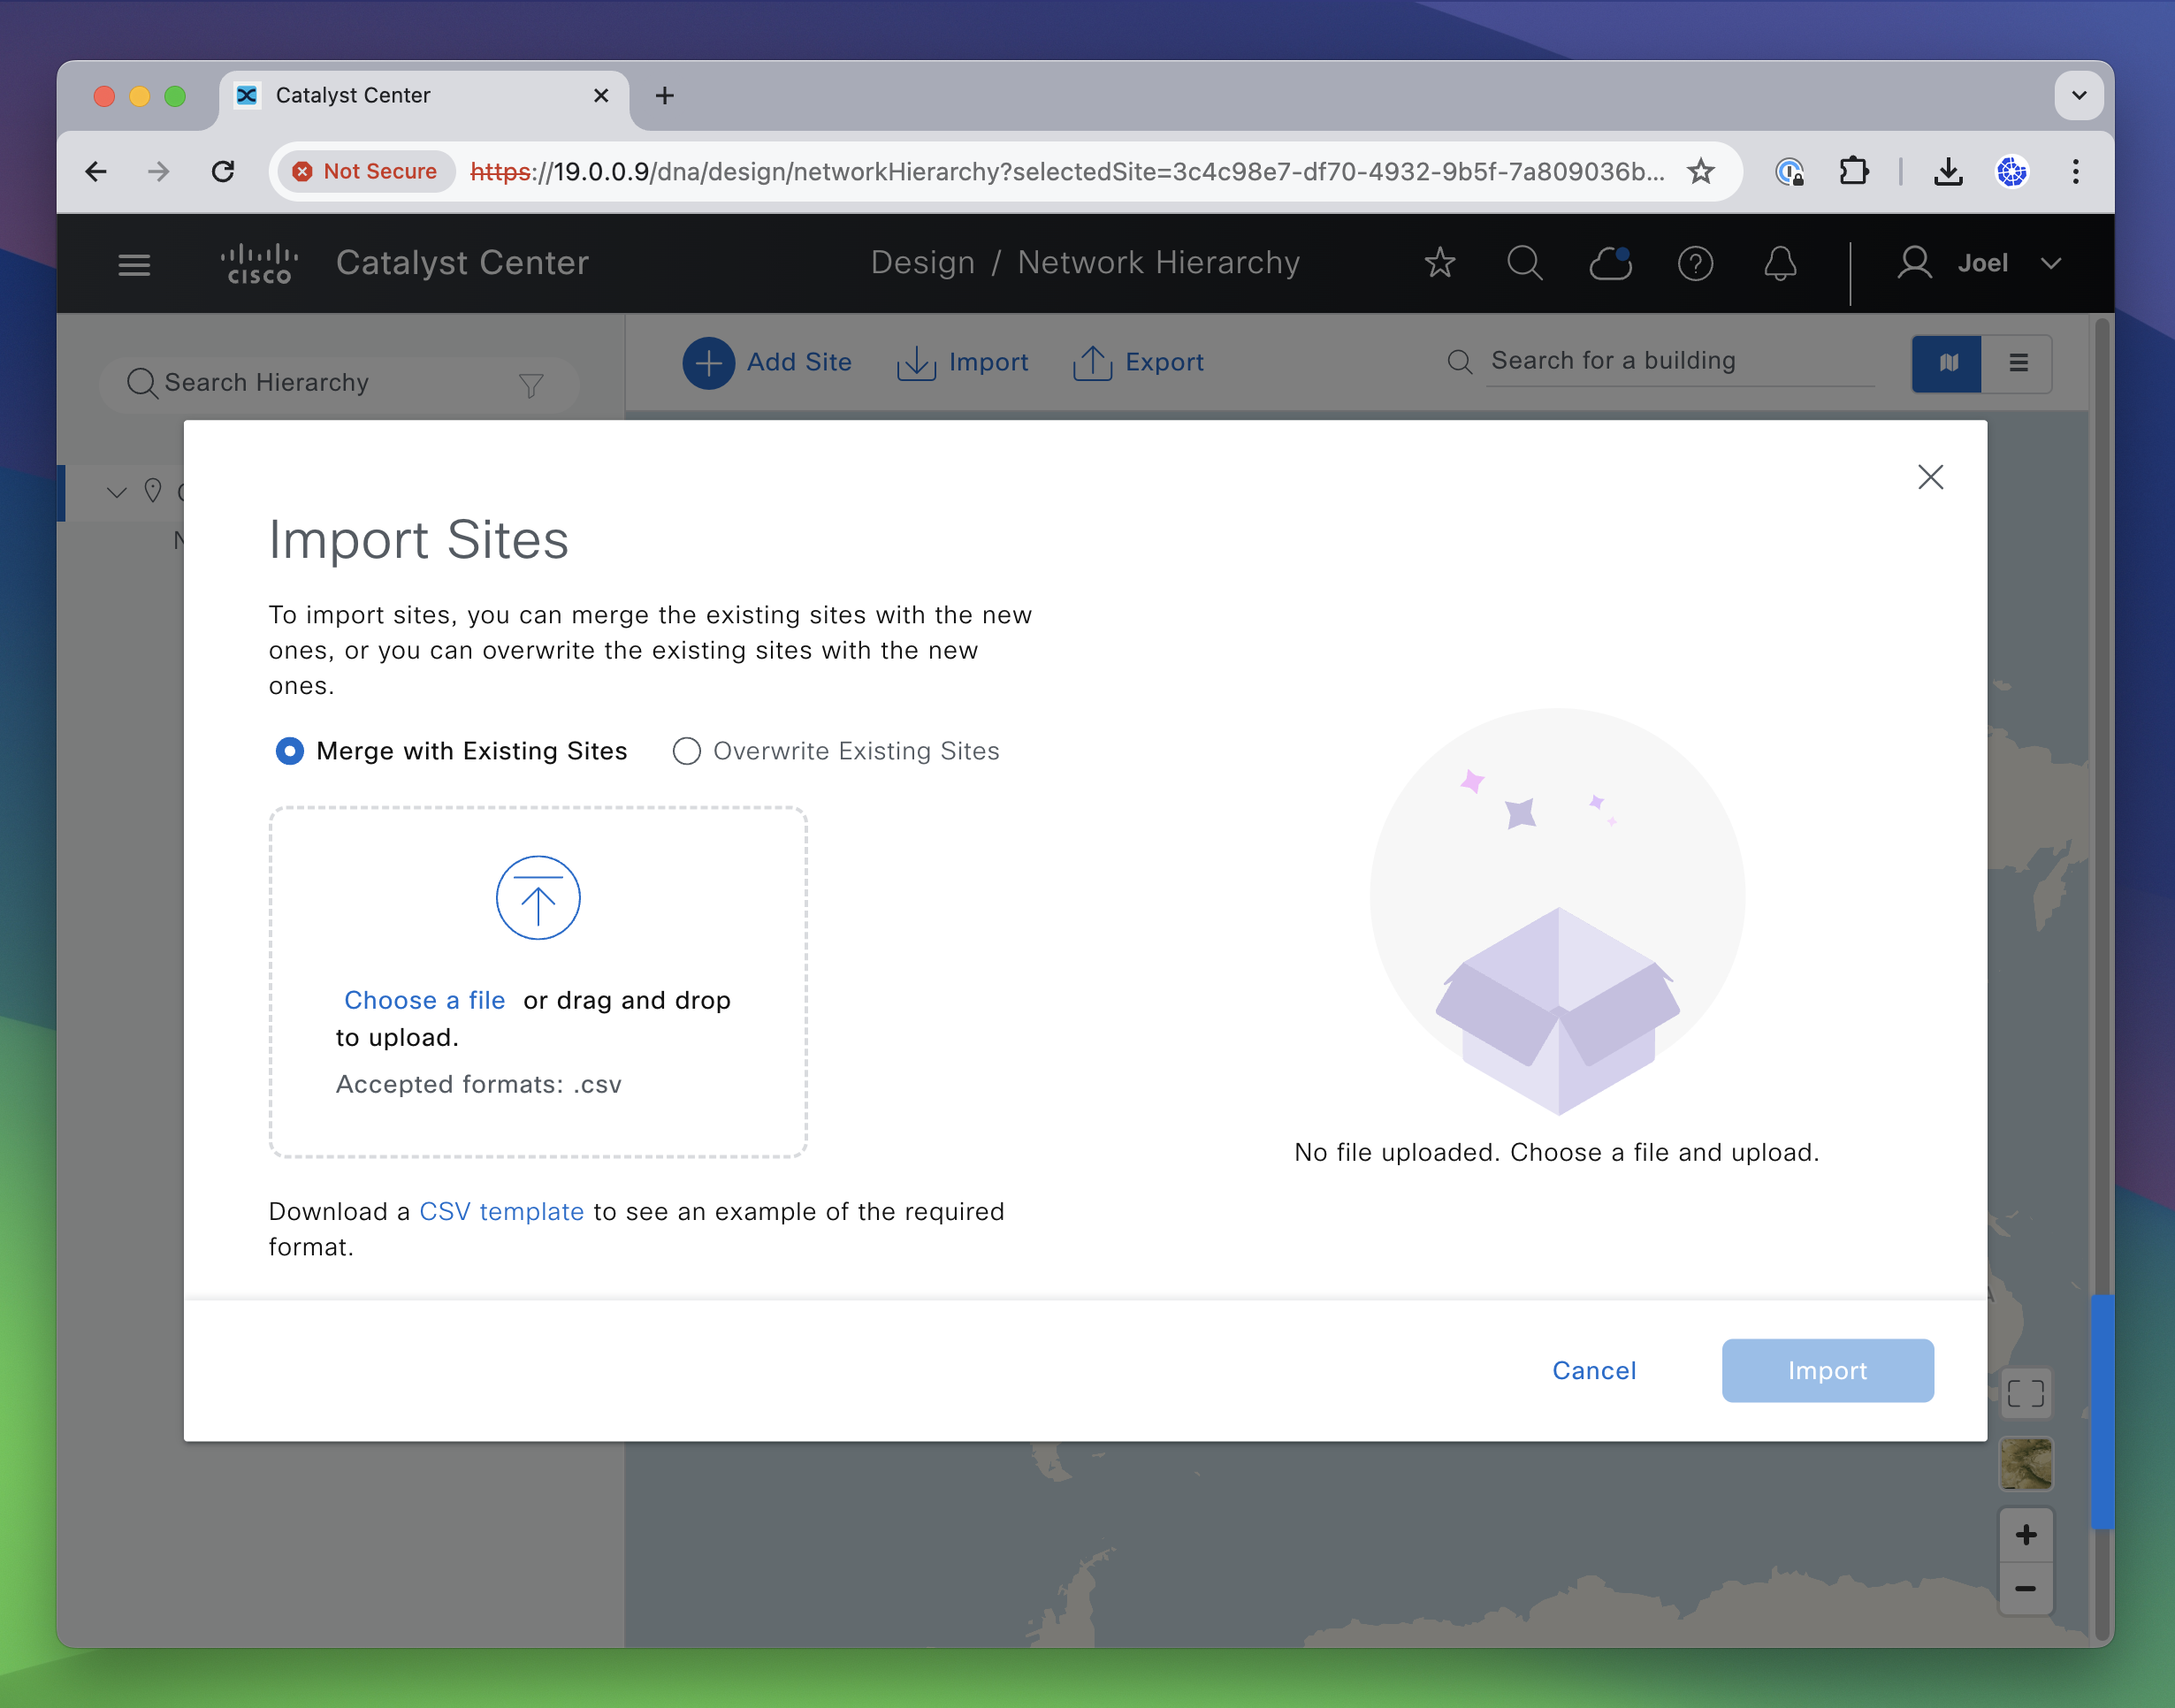 Catalyst Center
Not Secure https://19.0.0.9/dna/design/networkHierarchy?selectedSite=3c4c98e7-df70-4932-9b5f-7a809036b...
CISCO Catalyst Center Design / Network Hierarchy Joel
Search Hierarchy Add Site Import Export Search for a building
Import Sites
To import sites, you can merge the existing sites with the new
ones, or you can overwrite the existing sites with the new
ones.
Merge with Existing Sites Overwrite Existing Sites
Choose a file or drag and drop
to upload.
Accepted formats: .csv
No file uploaded. Choose a file and upload.
Download a CSV template to see an example of the required
format.
Cancel Import